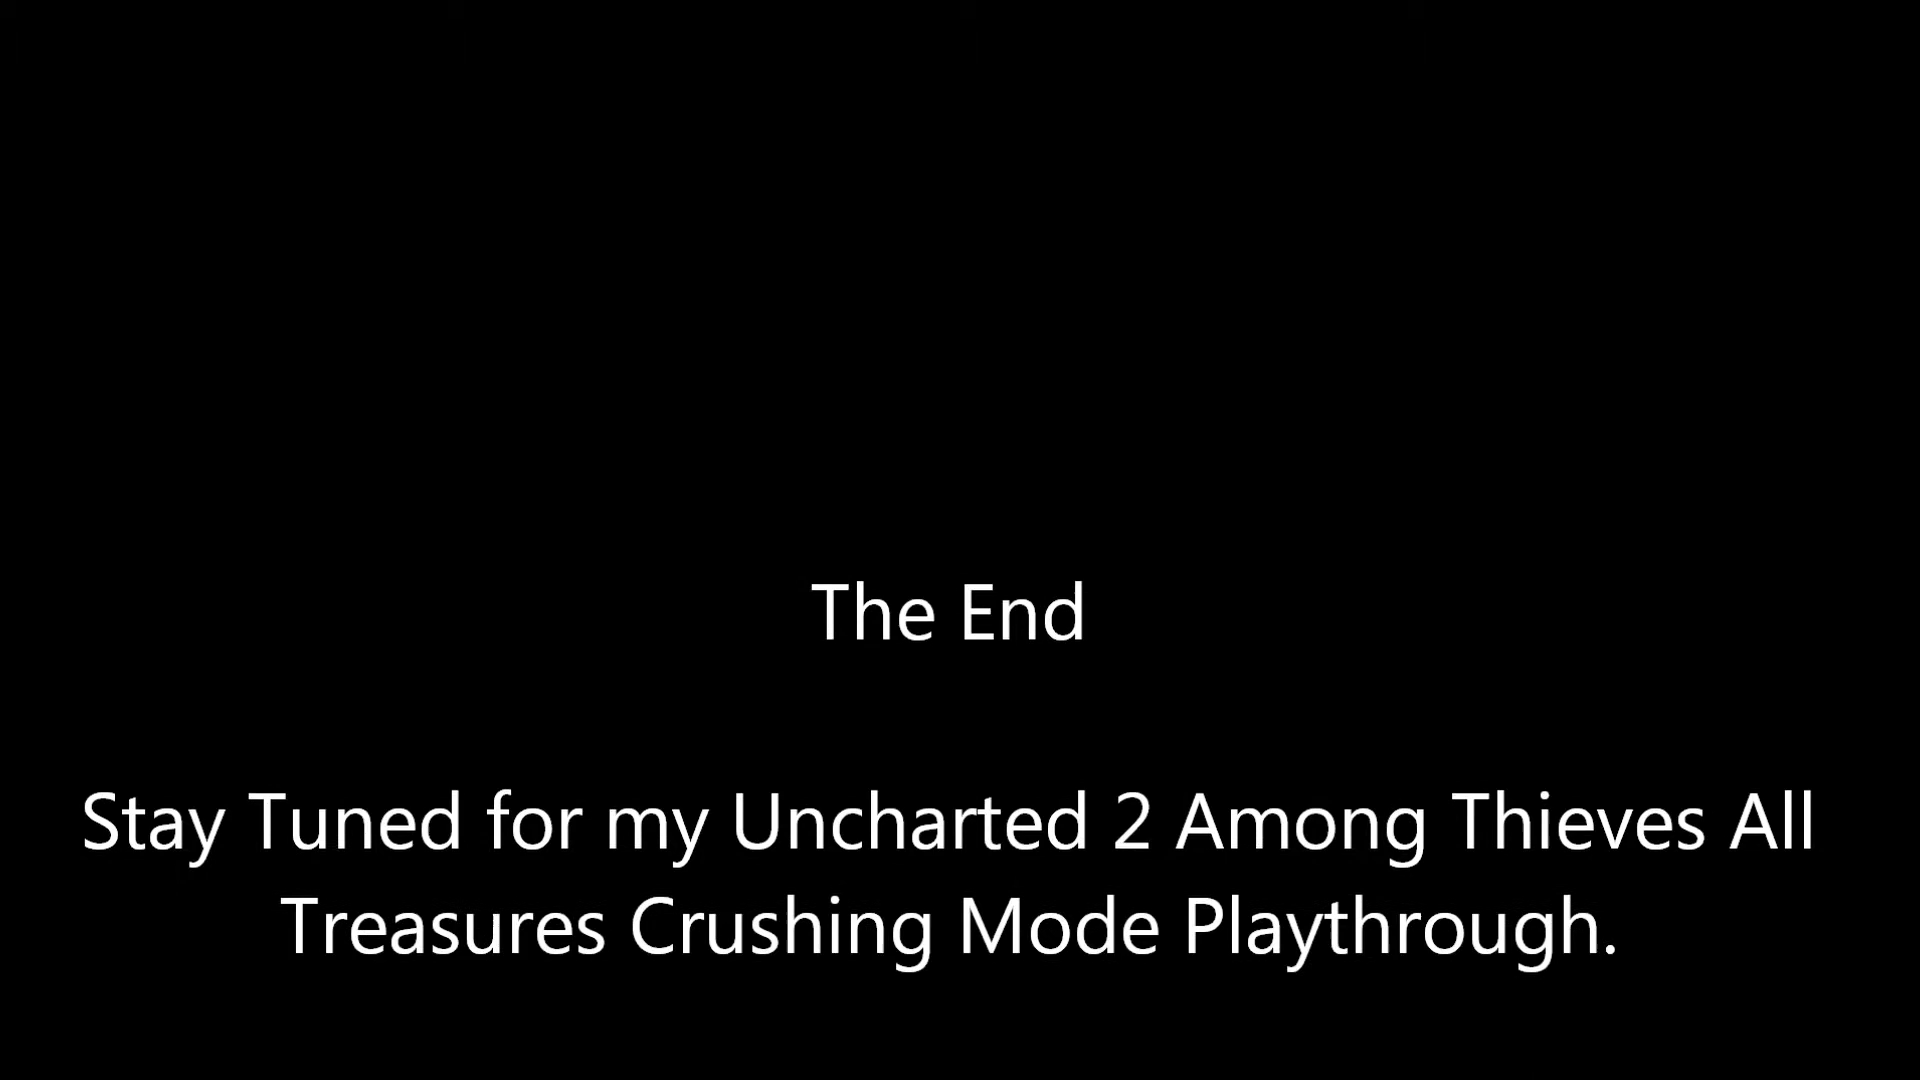 The End
Stay Tuned for my Uncharted 2 Among Thieves All
Treasures Crushing Mode Playthrough.